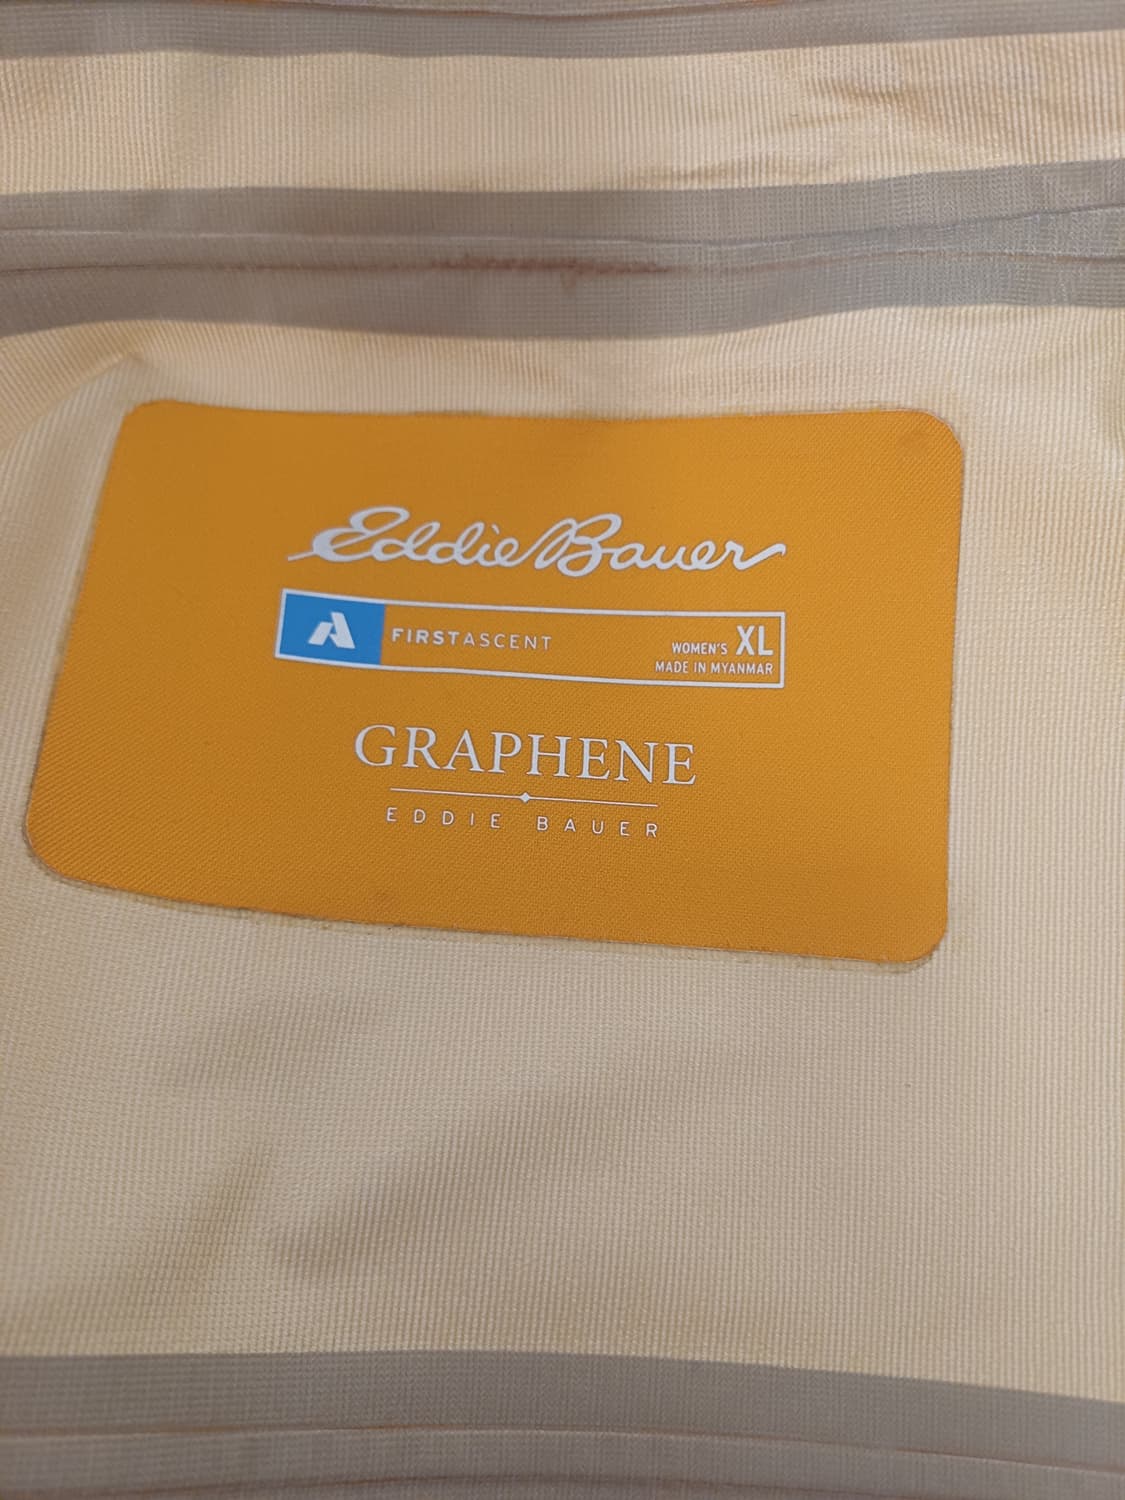 Eddie Bauer
FIRSTASCENT
WOMEN'S XL
MADE IN MYANMAR
GRAPHENE
EDDIE BAUER